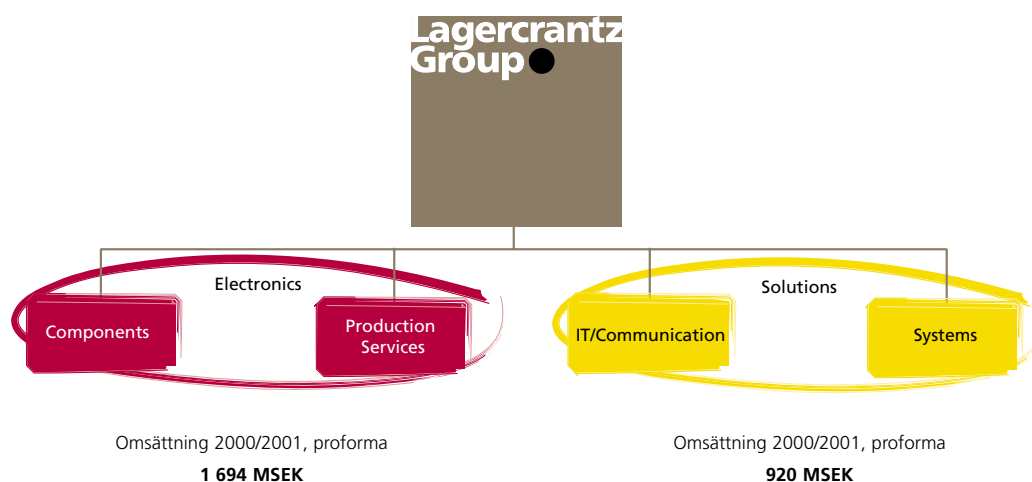 Lagercrantz
Group
Electronics
Components
Production
Services
Solutions
IT/Communication
Systems
Omsättning 2000/2001, proforma
1 694 MSEK
Omsättning 2000/2001, proforma
920 MSEK